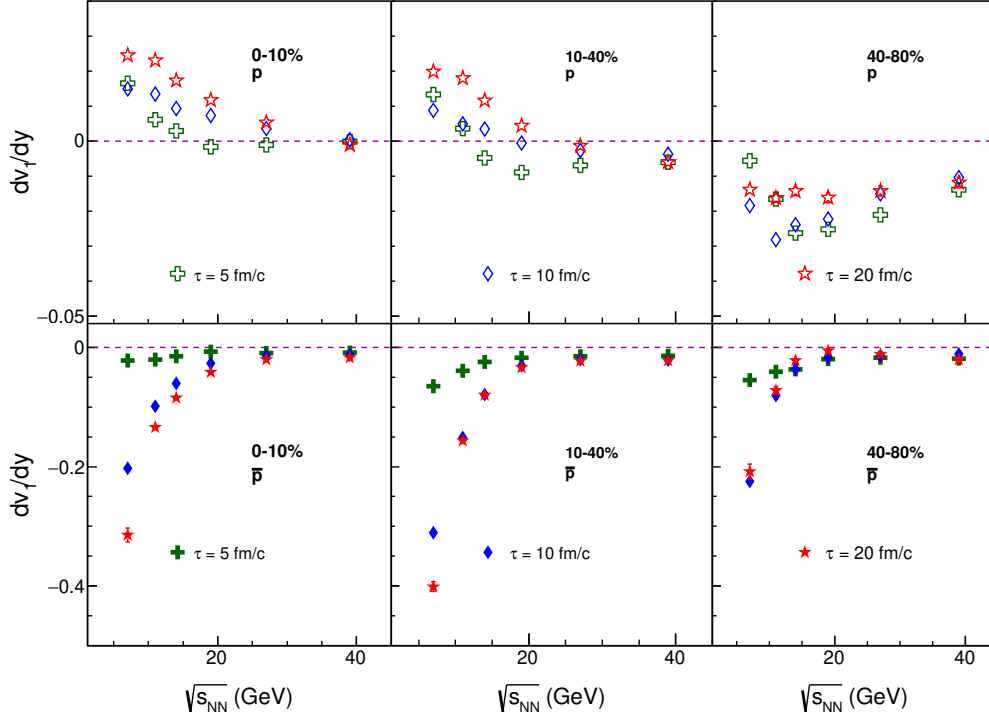 0-10%
p
10-40%
p
40-80%
p
dv₁/dy
0
−0.05
τ = 5 fm/c
τ = 10 fm/c
τ = 20 fm/c
dv₁/dy
0
−0.2
−0.4
0-10%
p̅
10-40%
p̅
40-80%
p̅
τ = 5 fm/c
τ = 10 fm/c
τ = 20 fm/c
20 40
20 40
20 40
√sNN (GeV)
√sNN (GeV)
√sNN (GeV)